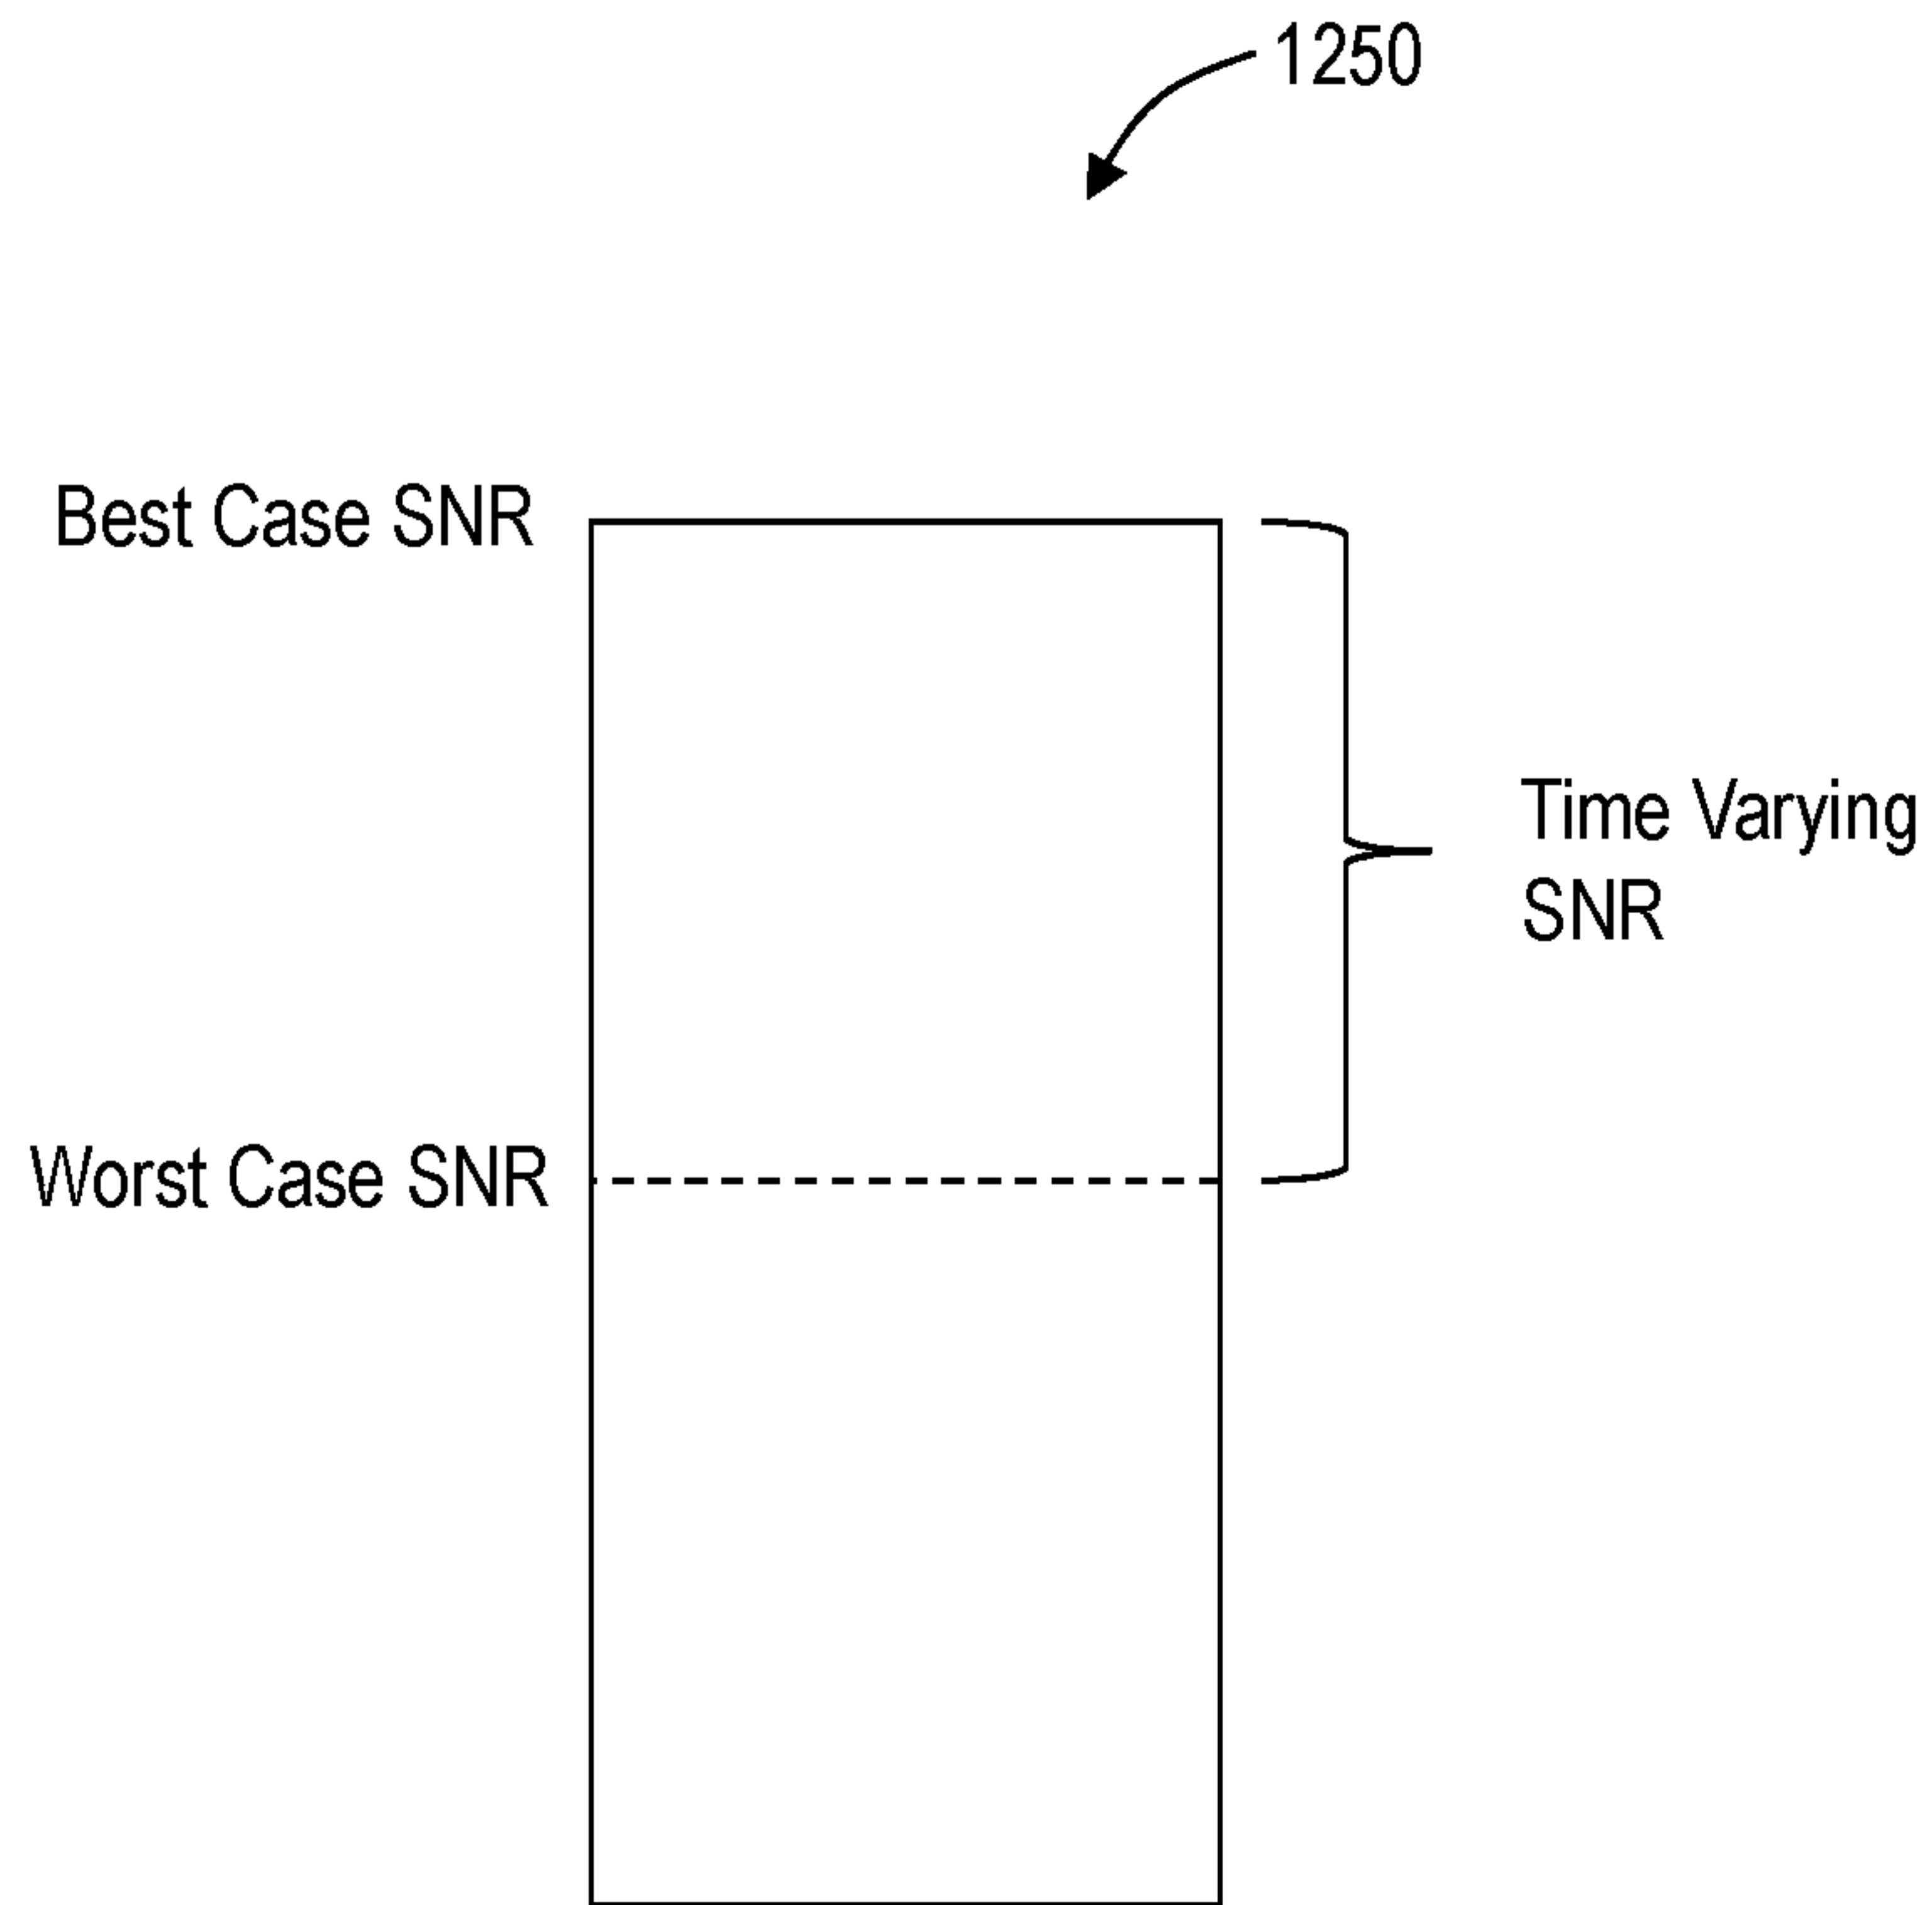 1250
Best Case SNR
Time Varying
SNR
Worst Case SNR